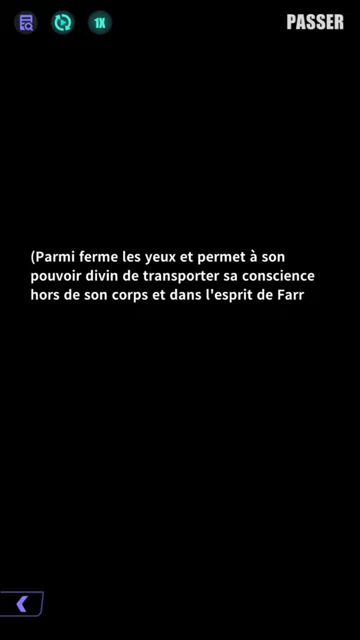 1X
PASSER
(Parmi ferme les yeux et permet à son
pouvoir divin de transporter sa conscience
hors de son corps et dans l'esprit de Farr